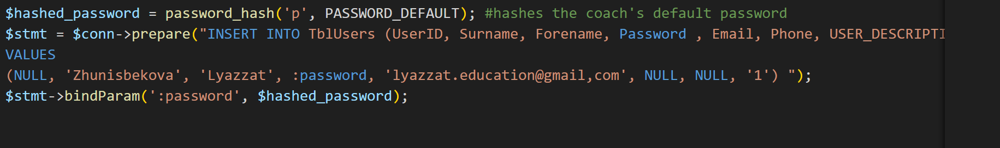 $hashed_password = password_hash('p', PASSWORD_DEFAULT); #hashes the coach's default password
$stmt = $conn->prepare("INSERT INTO TblUsers (UserID, Surname, Forename, Password , Email, Phone, USER_DESCRIPTI
VALUES
(NULL, 'Zhunisbekova', 'Lyazzat', :password, 'lyazzat.education@gmail,com', NULL, NULL, '1') ");
$stmt->bindParam(':password', $hashed_password);